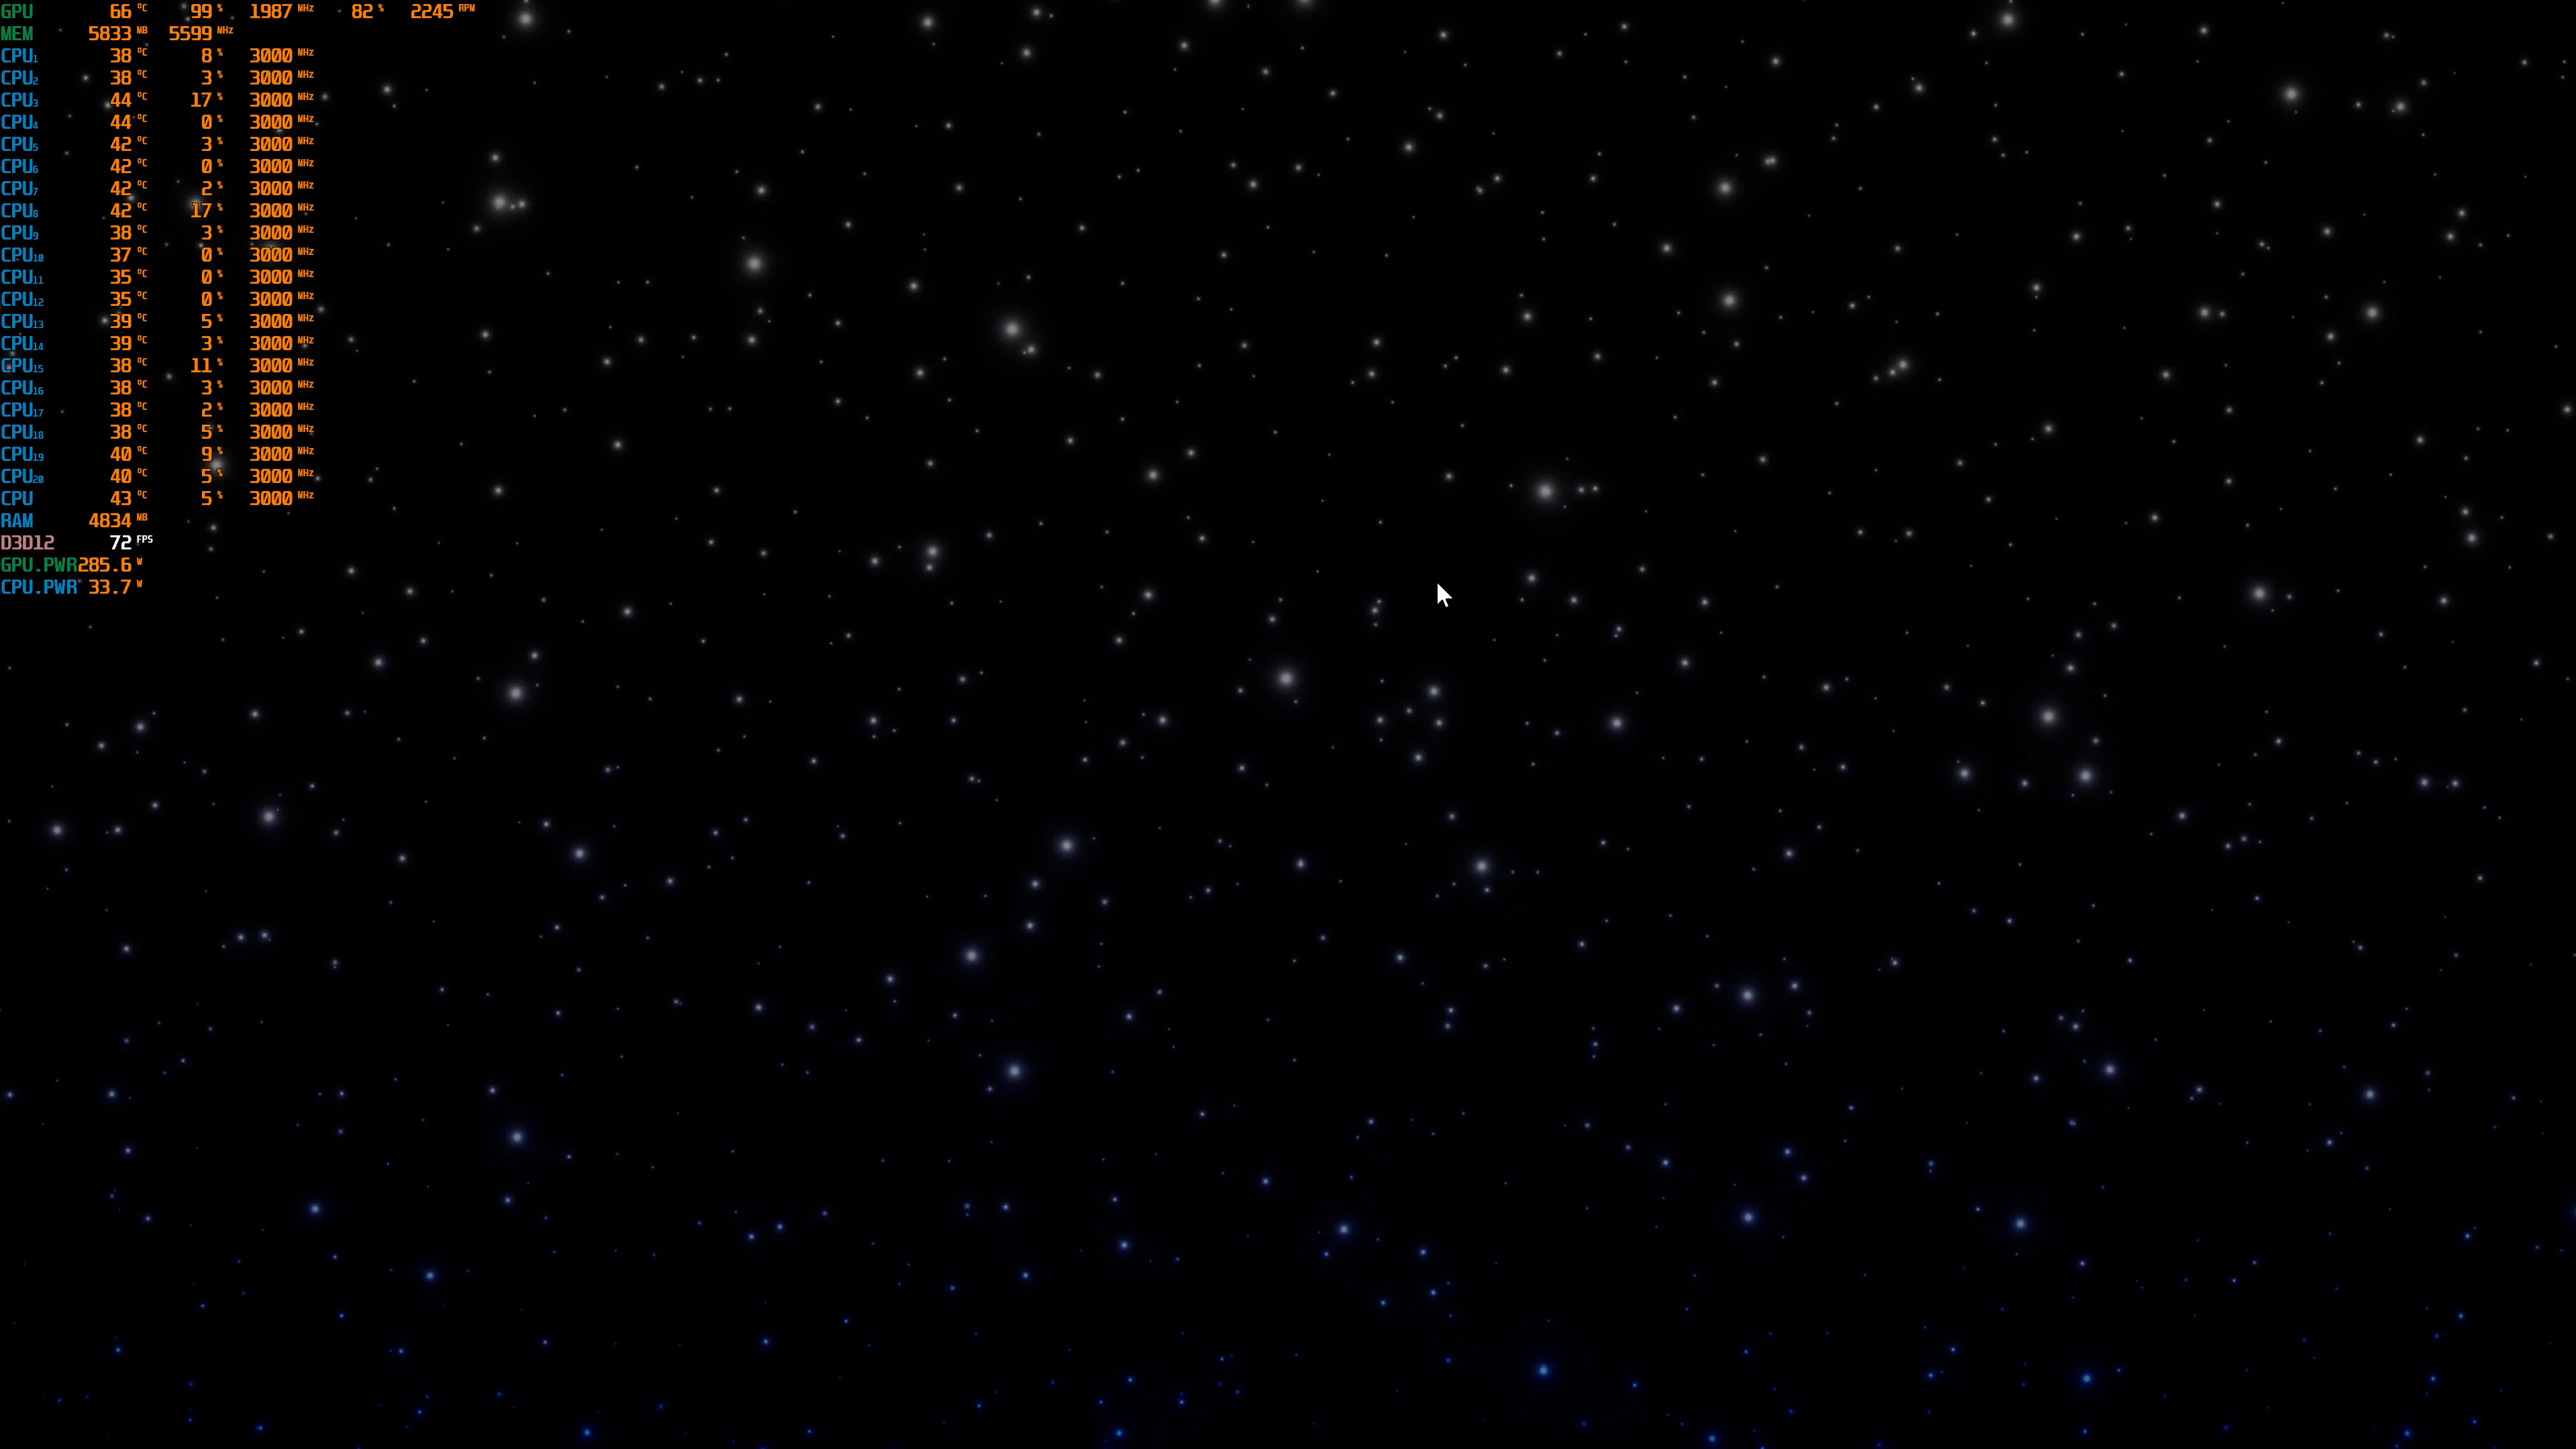 GPU 66 °C 99 % 1987 MHz 82 % 2245 RPM
MEM 5833 MB 5599 MHz
CPU1 38 °C 8 % 3000 MHz
CPU2 38 °C 3 % 3000 MHz
CPU3 44 °C 17 % 3000 MHz
CPU4 44 °C 0 % 3000 MHz
CPU5 42 °C 3 % 3000 MHz
CPU6 42 °C 0 % 3000 MHz
CPU7 42 °C 2 % 3000 MHz
CPU8 42 °C 17 % 3000 MHz
CPU9 38 °C 3 % 3000 MHz
CPU10 37 °C 0 % 3000 MHz
CPU11 35 °C 0 % 3000 MHz
CPU12 35 °C 0 % 3000 MHz
CPU13 39 °C 5 % 3000 MHz
CPU14 39 °C 3 % 3000 MHz
CPU15 38 °C 11 % 3000 MHz
CPU16 38 °C 3 % 3000 MHz
CPU17 38 °C 2 % 3000 MHz
CPU18 38 °C 5 % 3000 MHz
CPU19 40 °C 9 % 3000 MHz
CPU20 40 °C 5 % 3000 MHz
CPU 43 °C 5 % 3000 MHz
RAM 4834 MB
D3D12 72 FPS
GPU.PWR 285.6 W
CPU.PWR 33.7 W